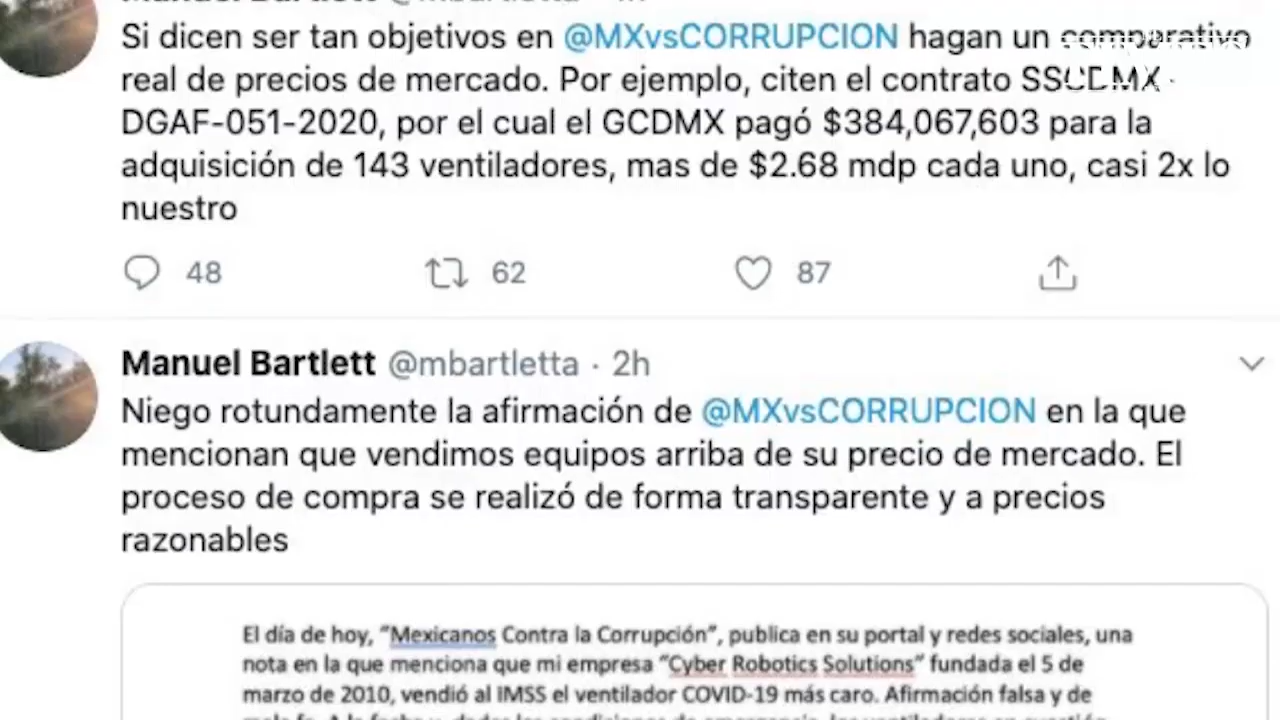 Manuel Bartlett @mbartletta
Si dicen ser tan objetivos en @MXvsCORRUPCION hagan un comparativo
real de precios de mercado. Por ejemplo, citen el contrato SSCDMX-
DGAF-051-2020, por el cual el GCDMX pagó $384,067,603 para la
adquisición de 143 ventiladores, mas de $2.68 mdp cada uno, casi 2x lo
nuestro
48 62 87
Manuel Bartlett @mbartletta · 2h
Niego rotundamente la afirmación de @MXvsCORRUPCION en la que
mencionan que vendimos equipos arriba de su precio de mercado. El
proceso de compra se realizó de forma transparente y a precios
razonables
El día de hoy, "Mexicanos Contra la Corrupción", publica en su portal y redes sociales, una
nota en la que menciona que mi empresa "Cyber Robotics Solutions" fundada el 5 de
marzo de 2010, vendió al IMSS el ventilador COVID-19 más caro. Afirmación falsa y de